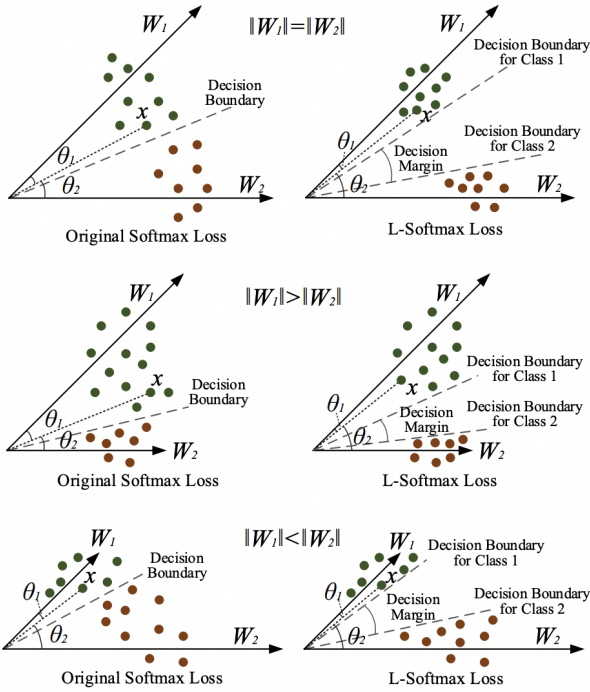 W1
‖W1‖=‖W2‖
W1
Decision Boundary
for Class 1
Decision
Boundary
x
x
Decision Boundary
for Class 2
θ1
θ2
W2
θ1
θ2
Decision
Margin
W2
Original Softmax Loss
L-Softmax Loss
W1
‖W1‖>‖W2‖
W1
x
Decision
Boundary
x
Decision Boundary
for Class 1
θ1
θ2
W2
θ1
θ2
Decision
Margin
Decision Boundary
for Class 2
W2
Original Softmax Loss
L-Softmax Loss
W1
‖W1‖<‖W2‖
W1
Decision Boundary
for Class 1
x
Decision
Boundary
x
θ1
θ2
W2
θ1
θ2
Decision
Margin
Decision Boundary
for Class 2
W2
Original Softmax Loss
L-Softmax Loss